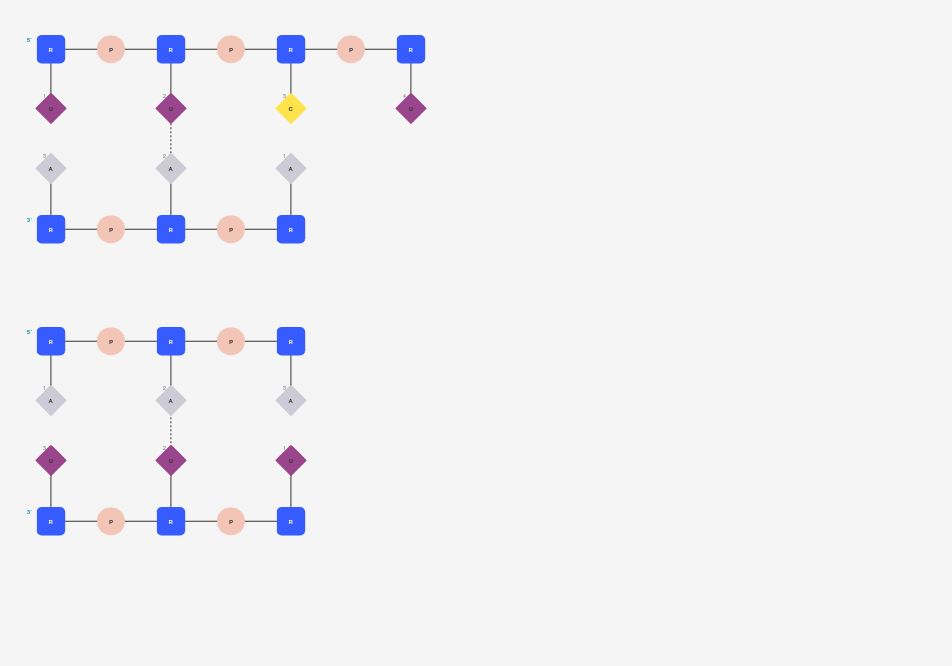 5' R P R P R P R
1 2 3 4
U U C U
3 2 1
A A A
3' R P R P R
5' R P R P R
1 2 3
A A A
3 2 1
U U U
3' R P R P R